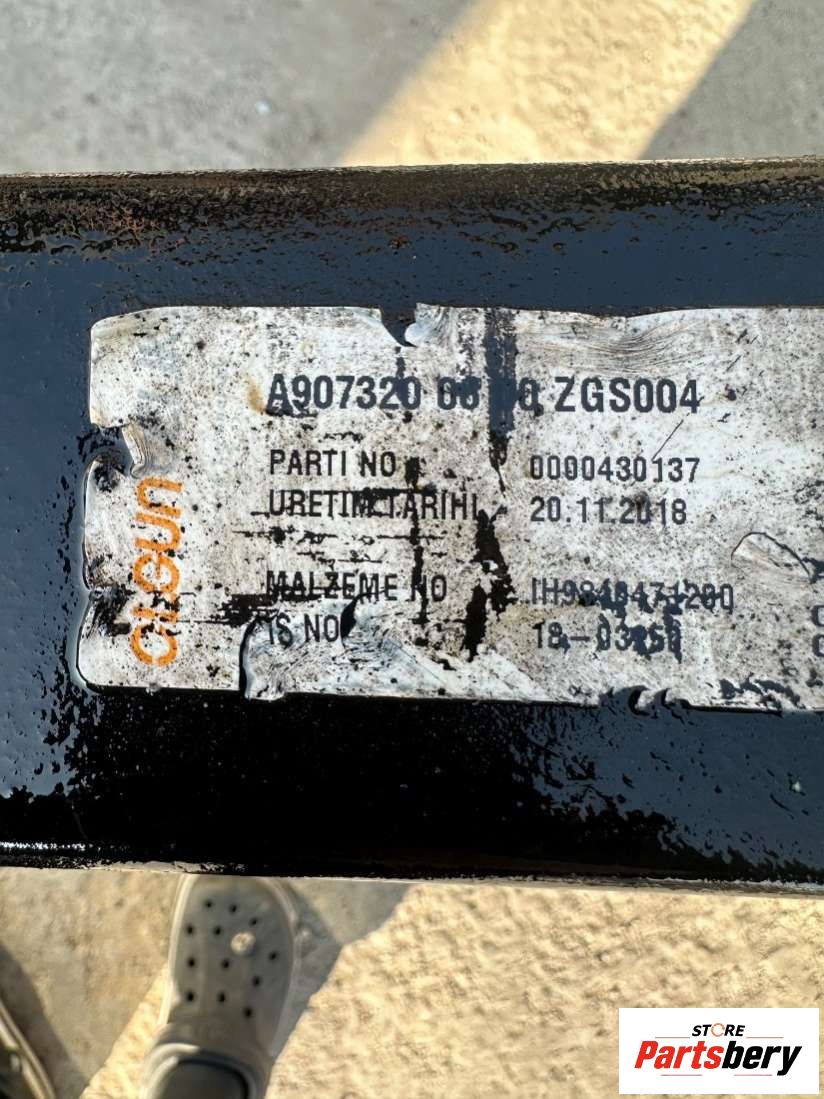 A907320 ZGS004
PARTI NO 0000430137
URETIM TARIHI 20.11.2018
MALZEME NO
IS NO
OLGUN
STORE
Partsbery